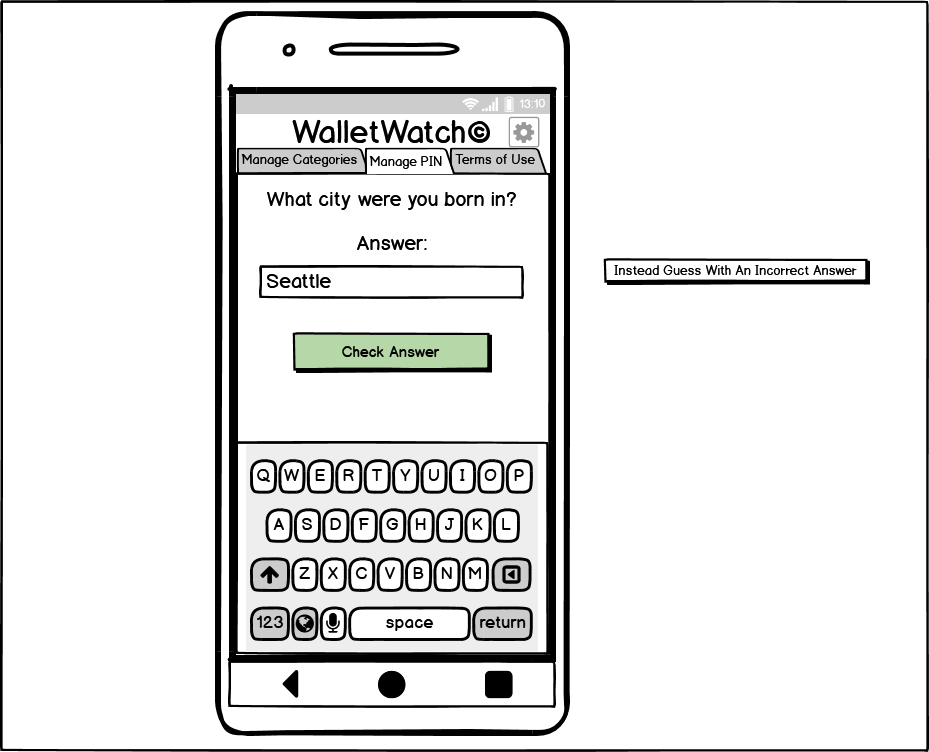 13:10
WalletWatch©
Manage Categories Manage PIN Terms of Use
What city were you born in?
Answer:
Seattle
Instead Guess With An Incorrect Answer
Check Answer
Q W E R T Y U I O P
A S D F G H J K L
Z X C V B N M
123 space return